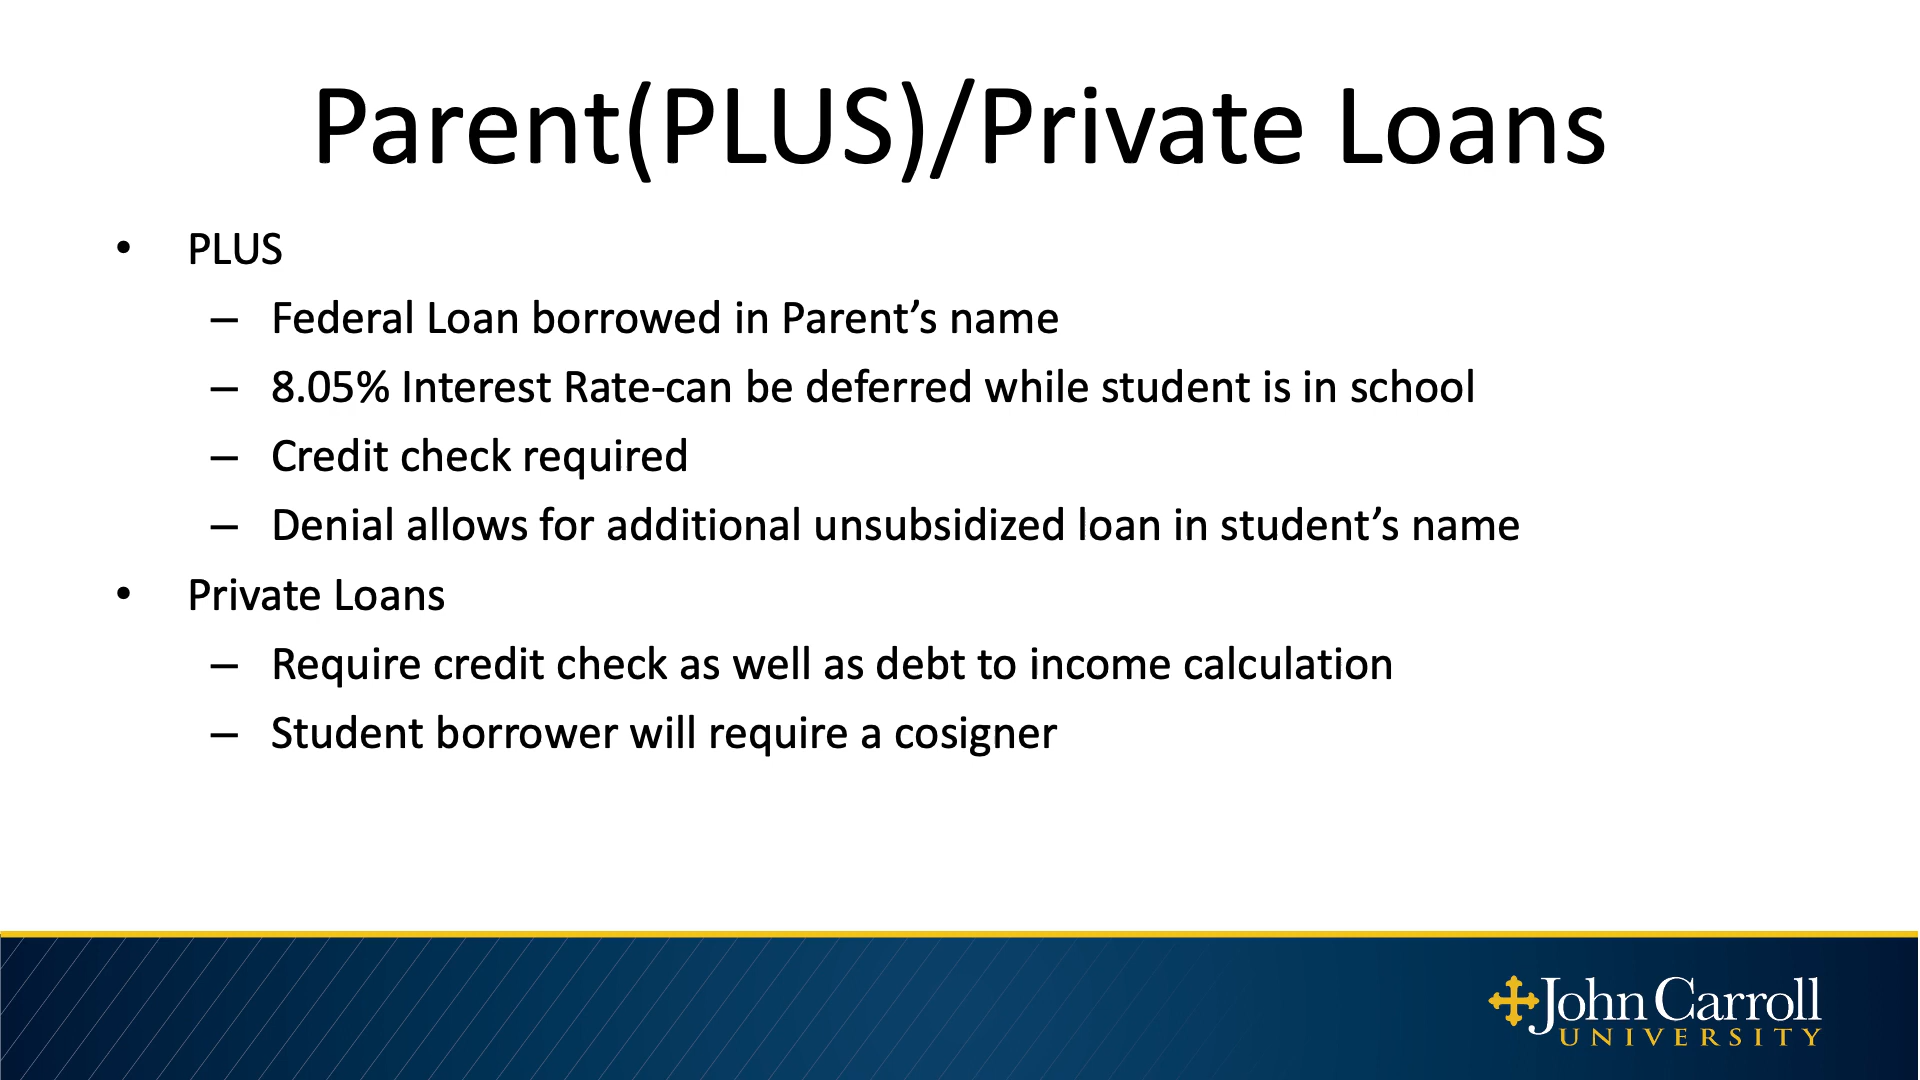 Parent(PLUS)/Private Loans
• PLUS
– Federal Loan borrowed in Parent’s name
– 8.05% Interest Rate-can be deferred while student is in school
– Credit check required
– Denial allows for additional unsubsidized loan in student’s name
• Private Loans
– Require credit check as well as debt to income calculation
– Student borrower will require a cosigner
John Carroll
UNIVERSITY